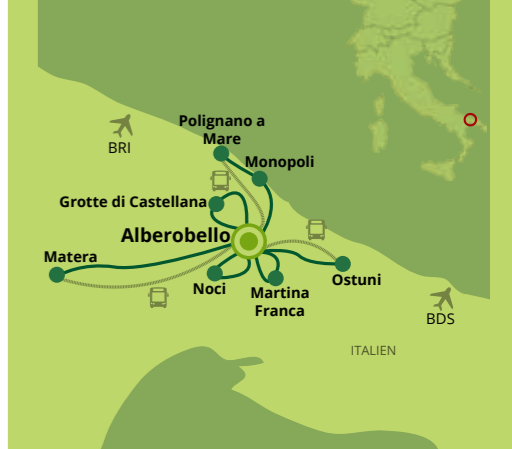 Polignano a
Mare
BRI
Monopoli
Grotte di Castellana
Alberobello
Matera
Noci
Martina
Franca
Ostuni
BDS
ITALIEN